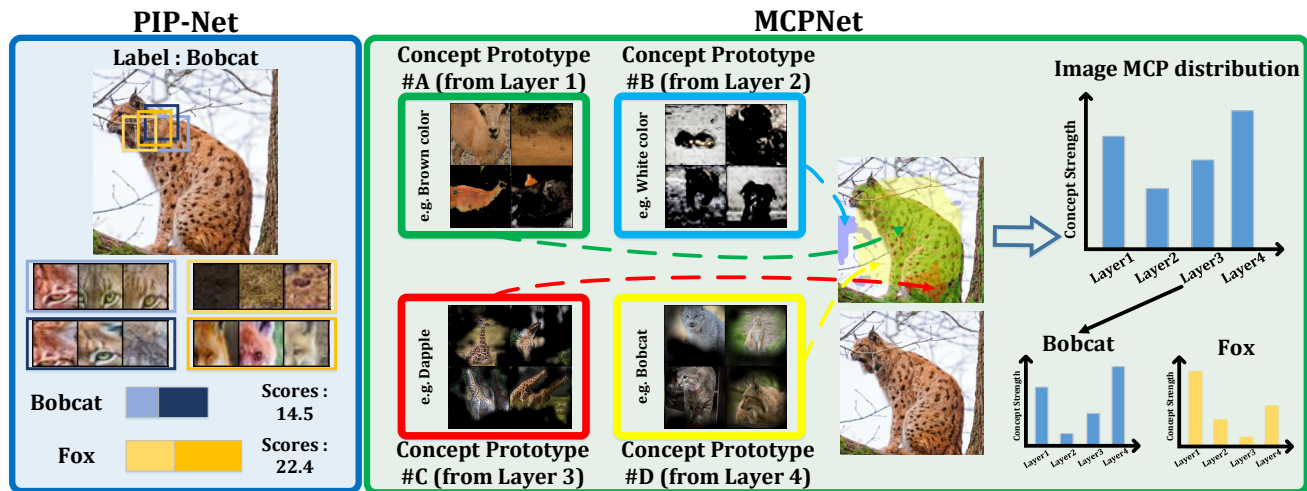 PIP-Net
Label : Bobcat
Bobcat
Scores :
14.5
Fox
Scores :
22.4
MCPNet
Concept Prototype
#A (from Layer 1)
e.g. Brown color
Concept Prototype
#B (from Layer 2)
e.g. White color
e.g. Dapple
Concept Prototype
#C (from Layer 3)
e.g. Bobcat
Concept Prototype
#D (from Layer 4)
Image MCP distribution
Concept Strength
Layer1
Layer2
Layer3
Layer4
Bobcat
Concept Strength
Layer1
Layer2
Layer3
Layer4
Fox
Concept Strength
Layer1
Layer2
Layer3
Layer4